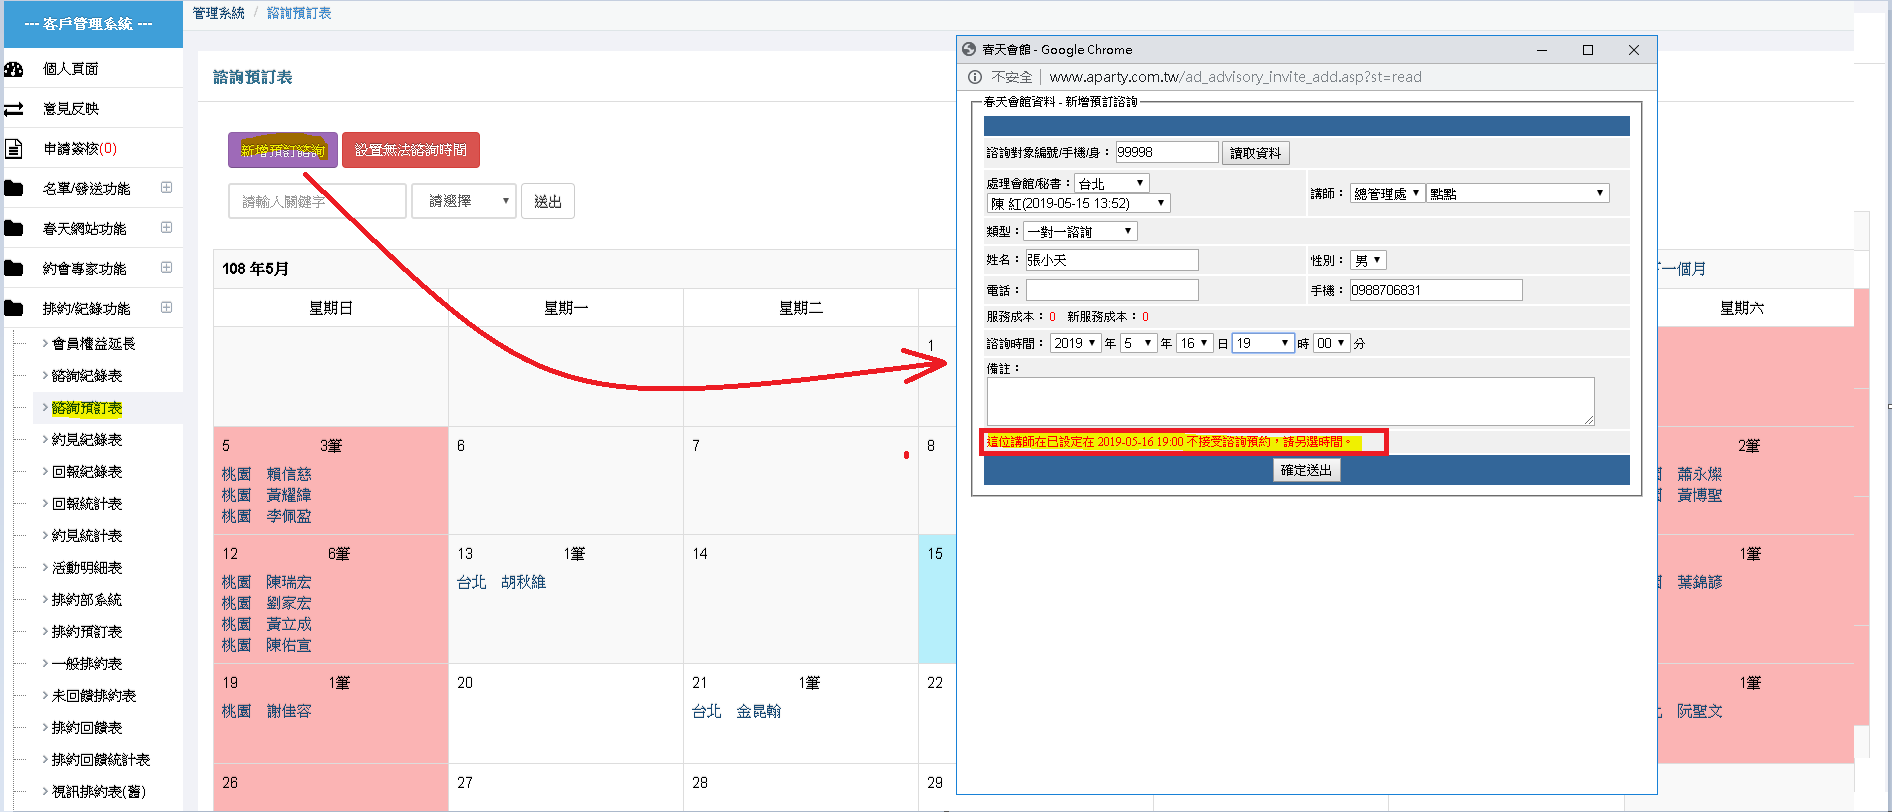 --- 客戶管理系統 ---
個人頁面
意見反映
申請簽核(0)
名單/發送功能
春天網站功能
約會專家功能
排約/紀錄功能
會員權益延長
諮詢紀錄表
諮詢預訂表
約見紀錄表
回報紀錄表
回報統計表
約見統計表
活動明細表
排約部系統
排約預訂表
一般排約表
未回饋排約表
排約回饋表
排約回饋統計表
視訊排約表(舊)
管理系統 / 諮詢預訂表
諮詢預訂表
新增預訂諮詢 設置無法諮詢時間
請輸入關鍵字 請選擇 送出
108 年5月
一個月
星期日 星期一 星期二 星期六
1
5 3筆 6 7 8 2筆
桃園 賴信慈
桃園 黃耀緯
桃園 李佩盈
蕭永燦
黃博聖
12 6筆 13 1筆 14 15 1筆
桃園 陳瑞宏
桃園 劉家宏
桃園 黃立成
桃園 陳佑宣
台北 胡秋維
葉錦諺
19 1筆 20 21 1筆 22 1筆
桃園 謝佳容
台北 金昆翰
阮聖文
26 27 28 29
春天會館 - Google Chrome
不安全 | www.aparty.com.tw/ad_advisory_invite_add.asp?st=read
春天會館資料 - 新增預訂諮詢
諮詢對象編號/手機/身: 99998 讀取資料
處理會館/秘書: 台北
陳 紅(2019-05-15 13:52)
講師: 總管理處 點點
類型: 一對一諮詢
姓名: 張小天 性別: 男
電話: 手機: 0988706831
服務成本: 0 新服務成本: 0
諮詢時間: 2019 年 5 年 16 日 19 時 00 分
備註:
這位講師在已設定在 2019-05-16 19:00 不接受諮詢預約,請另選時間。
確定送出